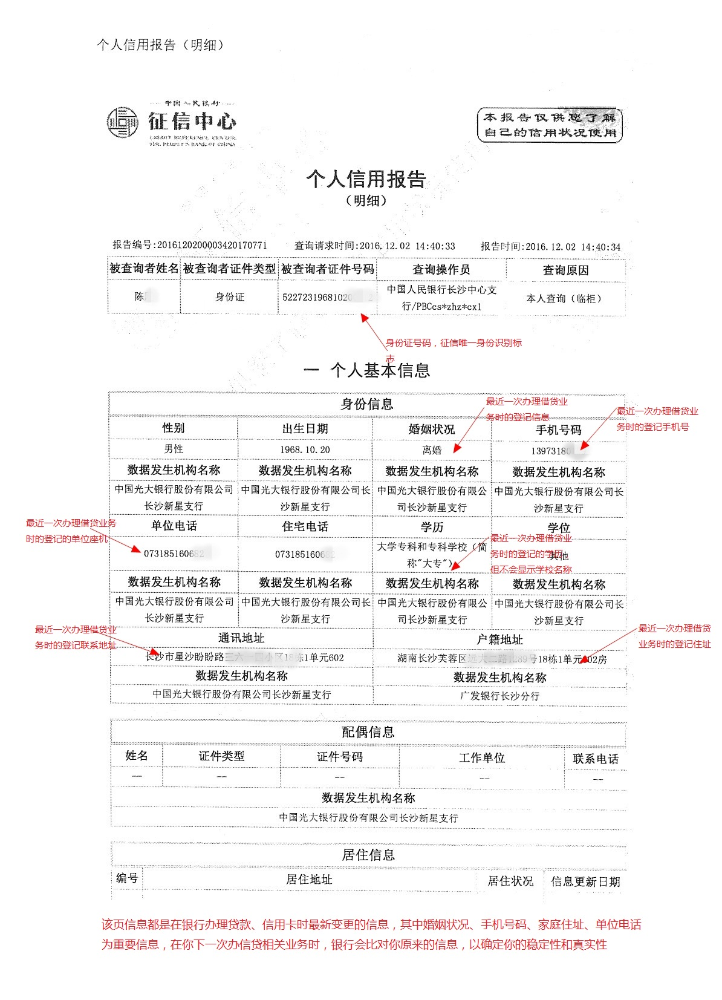 个人信用报告（明细）
中国人民银行
征信中心
CREDIT REFERENCE CENTER,
THE PEOPLE'S BANK OF CHINA
本报告仅供您了解
自己的信用状况使用
个人信用报告
（明细）
报告编号:2016120200003420170771 查询请求时间:2016.12.02 14:40:33 报告时间:2016.12.02 14:40:34
被查询者姓名 被查询者证件类型 被查询者证件号码 查询操作员 查询原因
陈 身份证 52272319681020 中国人民银行长沙中心支
行/PBCcs*zhz*cx1 本人查询（临柜）
身份证号码，征信唯一身份识别标
志
一 个人基本信息
身份信息
最近一次办理借贷业
务时的登记信息
最近一次办理借贷业
务时的登记手机号
性别 出生日期 婚姻状况 手机号码
男性 1968.10.20 离婚 13973180
数据发生机构名称 数据发生机构名称 数据发生机构名称 数据发生机构名称
中国光大银行股份有限公司 中国光大银行股份有限公司长 中国光大银行股份有限公 中国光大银行股份有限公司长
长沙新星支行 沙新星支行 司长沙新星支行 沙新星支行
最近一次办理借贷业务
时的登记的单位座机
单位电话 住宅电话 学历 学位
最近一次办理借贷业
务时的登记的学历
但不会显示学校名称
073185160682 073185160682 大学专科和专科学校（简
称"大专"） 其他
数据发生机构名称 数据发生机构名称 数据发生机构名称 数据发生机构名称
中国光大银行股份有限公司 中国光大银行股份有限公司长 中国光大银行股份有限公 中国光大银行股份有限公司长
长沙新星支行 沙新星支行 司长沙新星支行 沙新星支行
最近一次办理借贷业
务时的登记联系地址
最近一次办理借贷
业务时的登记住址
通讯地址 户籍地址
长沙市星沙盼盼路 小区18栋1单元602 湖南长沙芙蓉区远大二路1289号18栋1单元602房
数据发生机构名称 数据发生机构名称
中国光大银行股份有限公司长沙新星支行 广发银行长沙分行
配偶信息
姓名 证件类型 证件号码 工作单位 联系电话
-- -- -- -- --
数据发生机构名称
中国光大银行股份有限公司长沙新星支行
居住信息
编号 居住地址 居住状况 信息更新日期
该页信息都是在银行办理贷款、信用卡时最新变更的信息，其中婚姻状况、手机号码、家庭住址、单位电话
为重要信息，在你下一次办信贷相关业务时，银行会比对你原来的信息，以确定你的稳定性和真实性